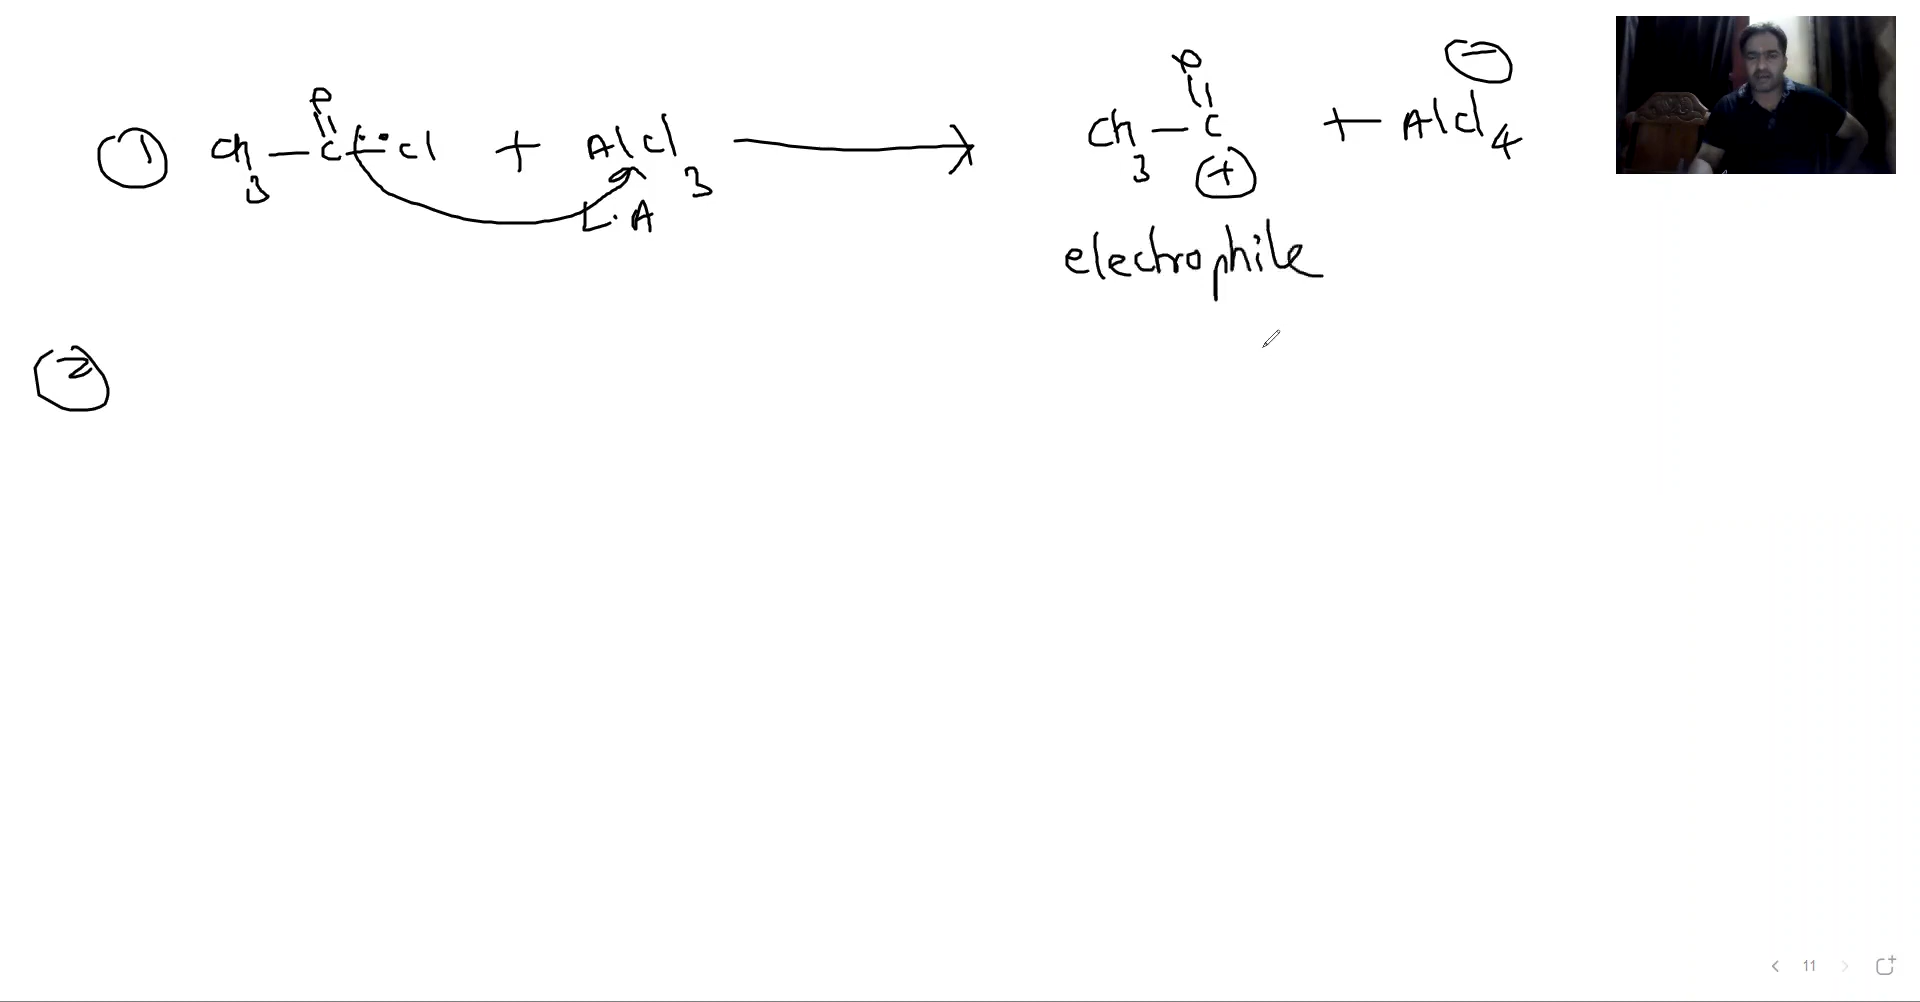 O O
① CH3 — C — Cl + AlCl3 → CH3 — C + AlCl4 −
+
L.A
electrophile
②
11